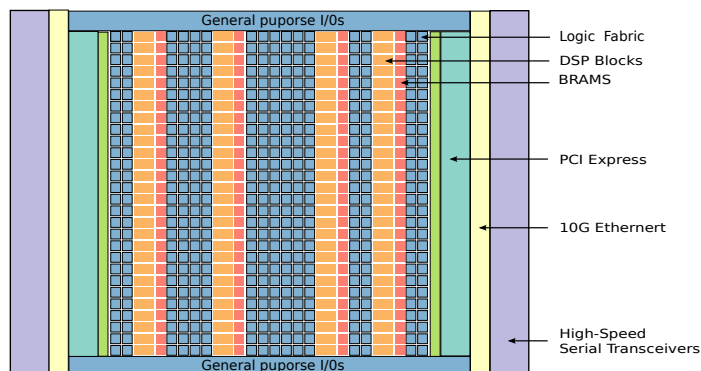 General puporse I/0s
Logic Fabric
DSP Blocks
BRAMS
PCI Express
10G Ethernert
High-Speed
Serial Transceivers
General puporse I/0s